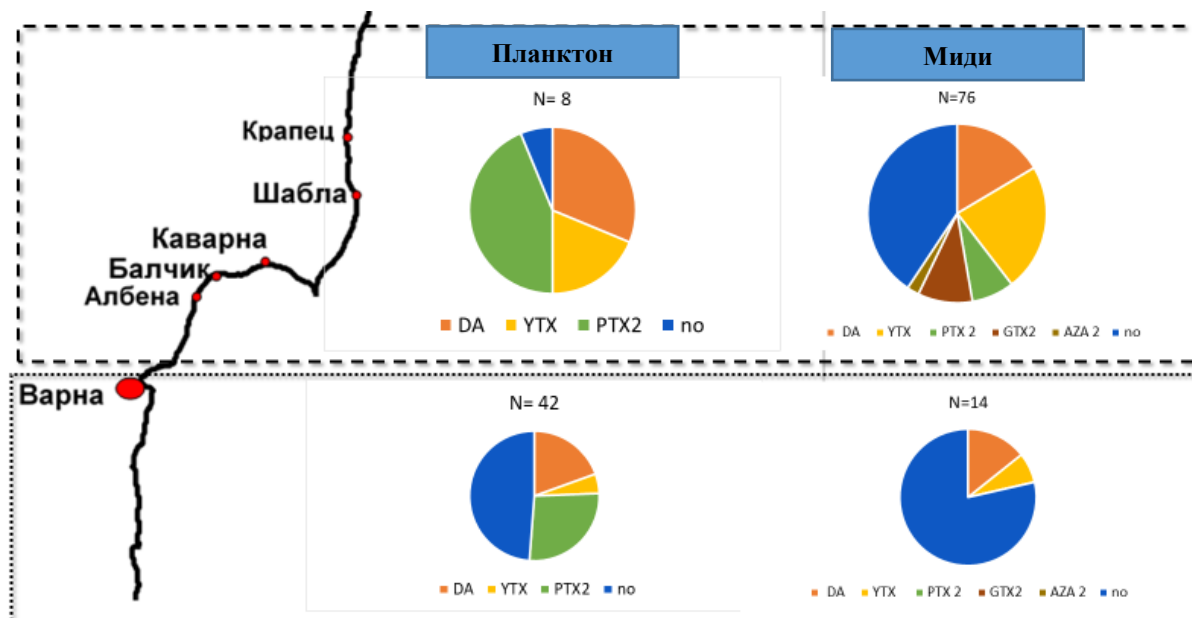 Планктон
Миди
N= 8
N=76
Крапец
Шабла
Каварна
Балчик
Албена
DA YTX PTX2 no
DA YTX PTX 2 GTX2 AZA 2 no
Варна
N= 42
N=14
DA YTX PTX2 no
DA YTX PTX 2 GTX2 AZA 2 no